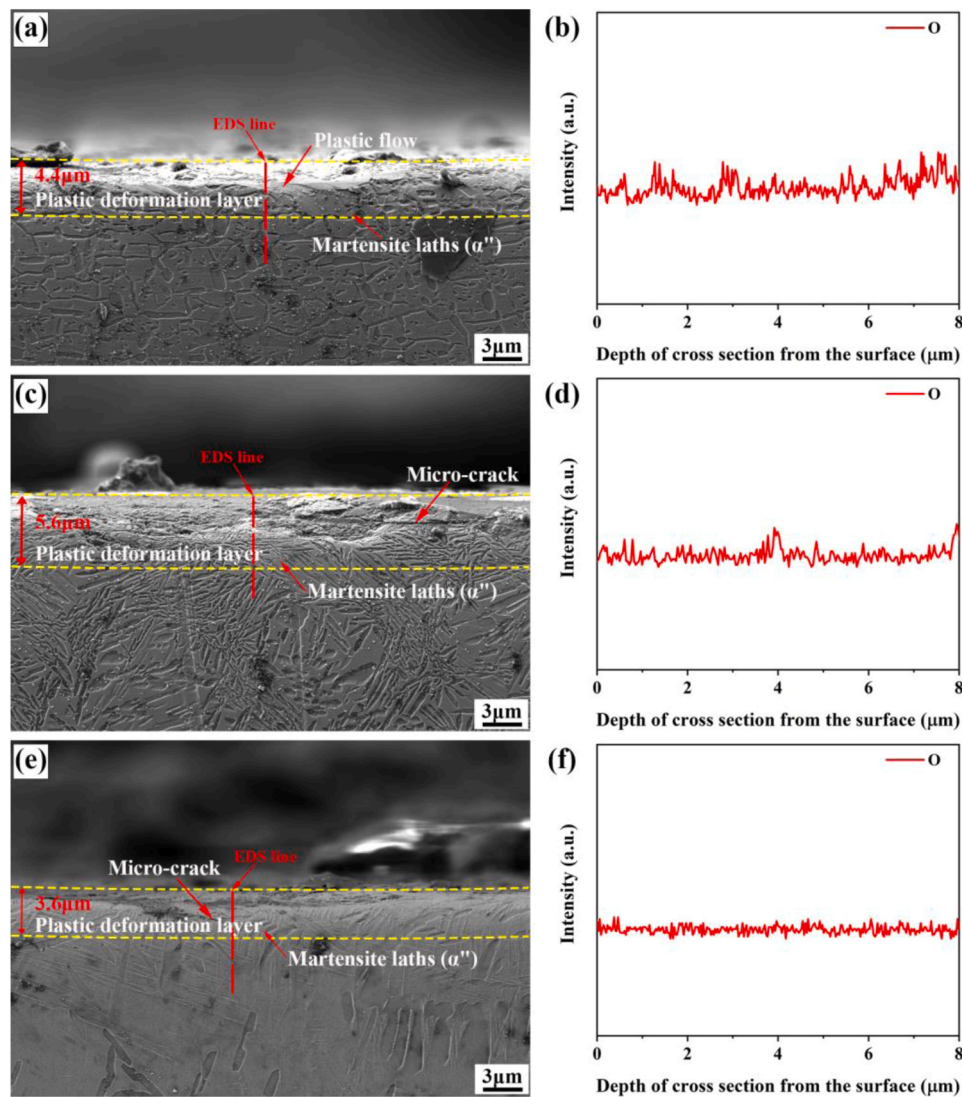 (a)
EDS line
Plastic flow
4.4μm
Plastic deformation layer
Martensite laths (α")
3μm
(b)
O
Intensity (a.u.)
0 2 4 6 8
Depth of cross section from the surface (μm)
(c)
EDS line
Micro-crack
5.6μm
Plastic deformation layer
Martensite laths (α")
3μm
(d)
O
Intensity (a.u.)
0 2 4 6 8
Depth of cross section from the surface (μm)
(e)
EDS line
Micro-crack
3.6μm
Plastic deformation layer
Martensite laths (α")
3μm
(f)
O
Intensity (a.u.)
0 2 4 6 8
Depth of cross section from the surface (μm)